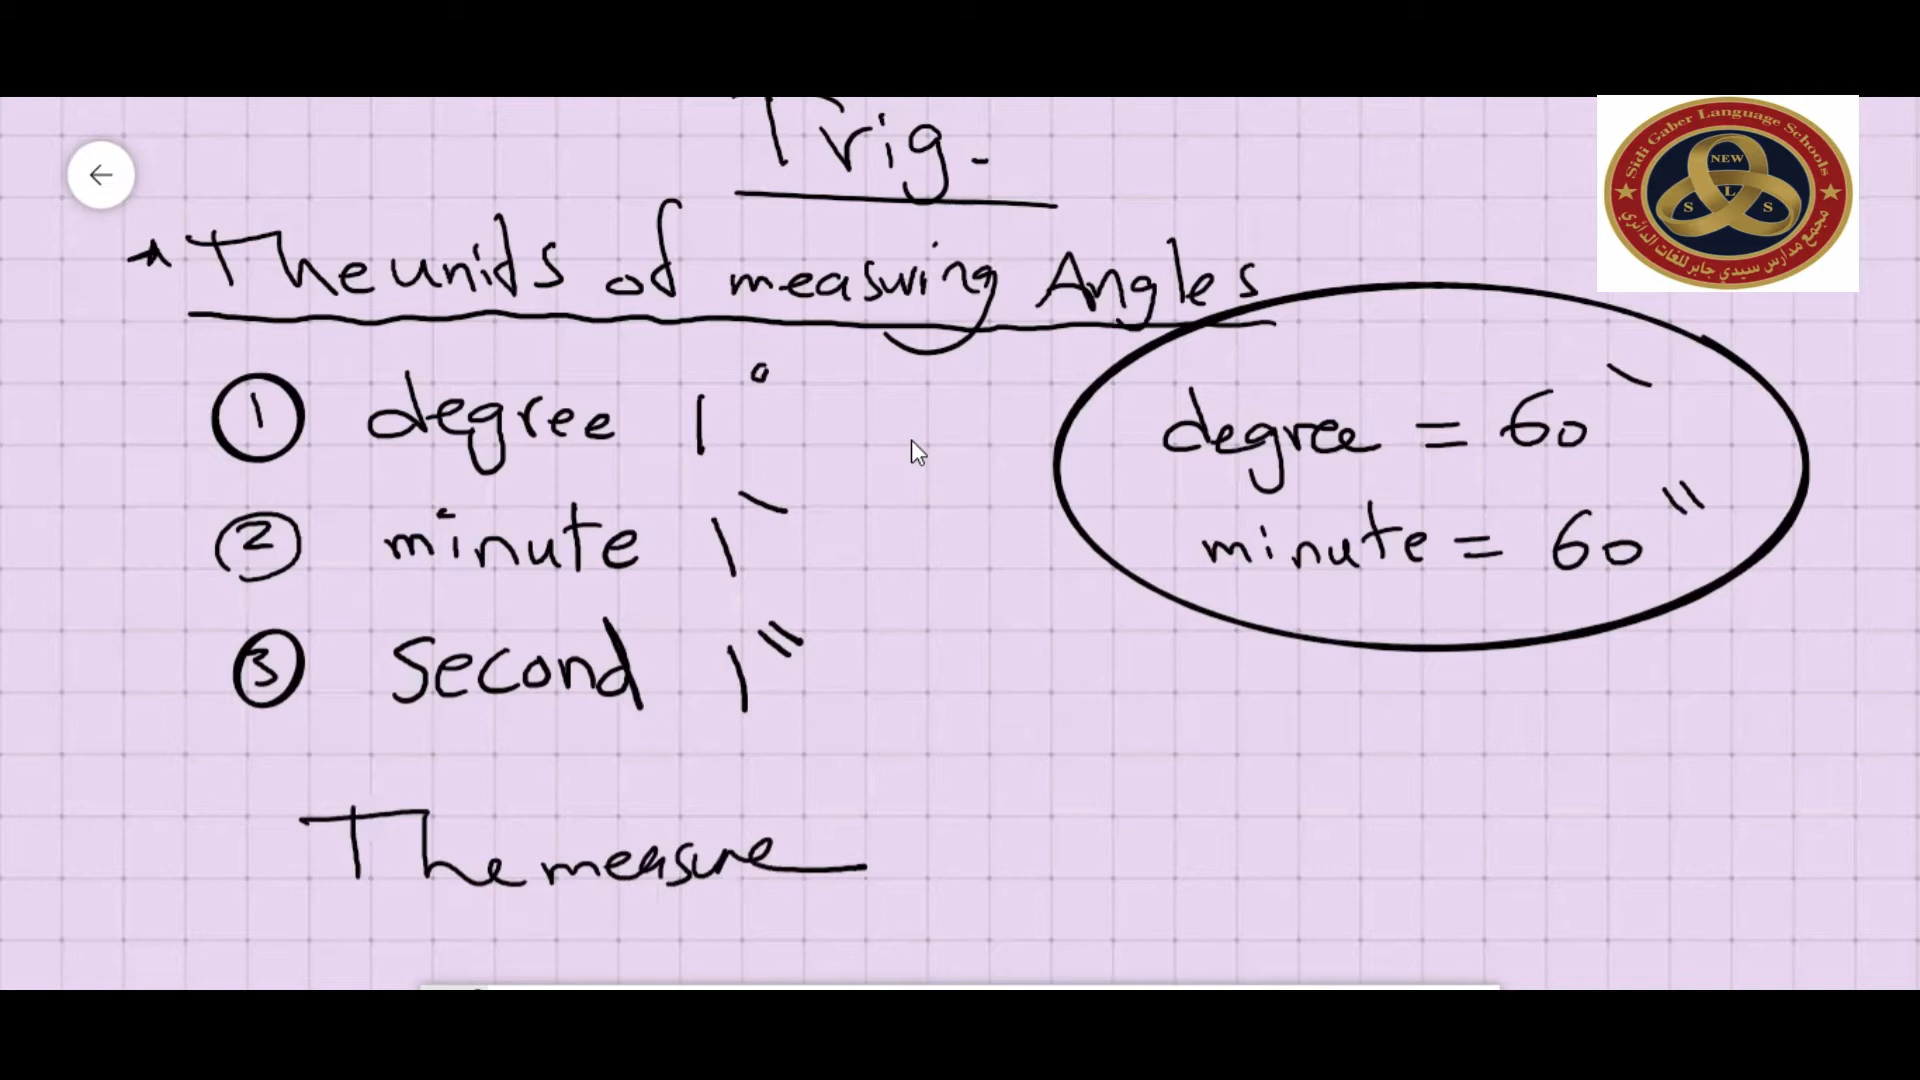 Trig.
The units of measuring Angles
① degree 1°
② minute 1'
③ Second 1"
The measure
degree = 60'
minute = 60"
Sidi Gaber Language Schools
NEW
L
S S
مجمع مدارس سيدي جابر للغات الدائري